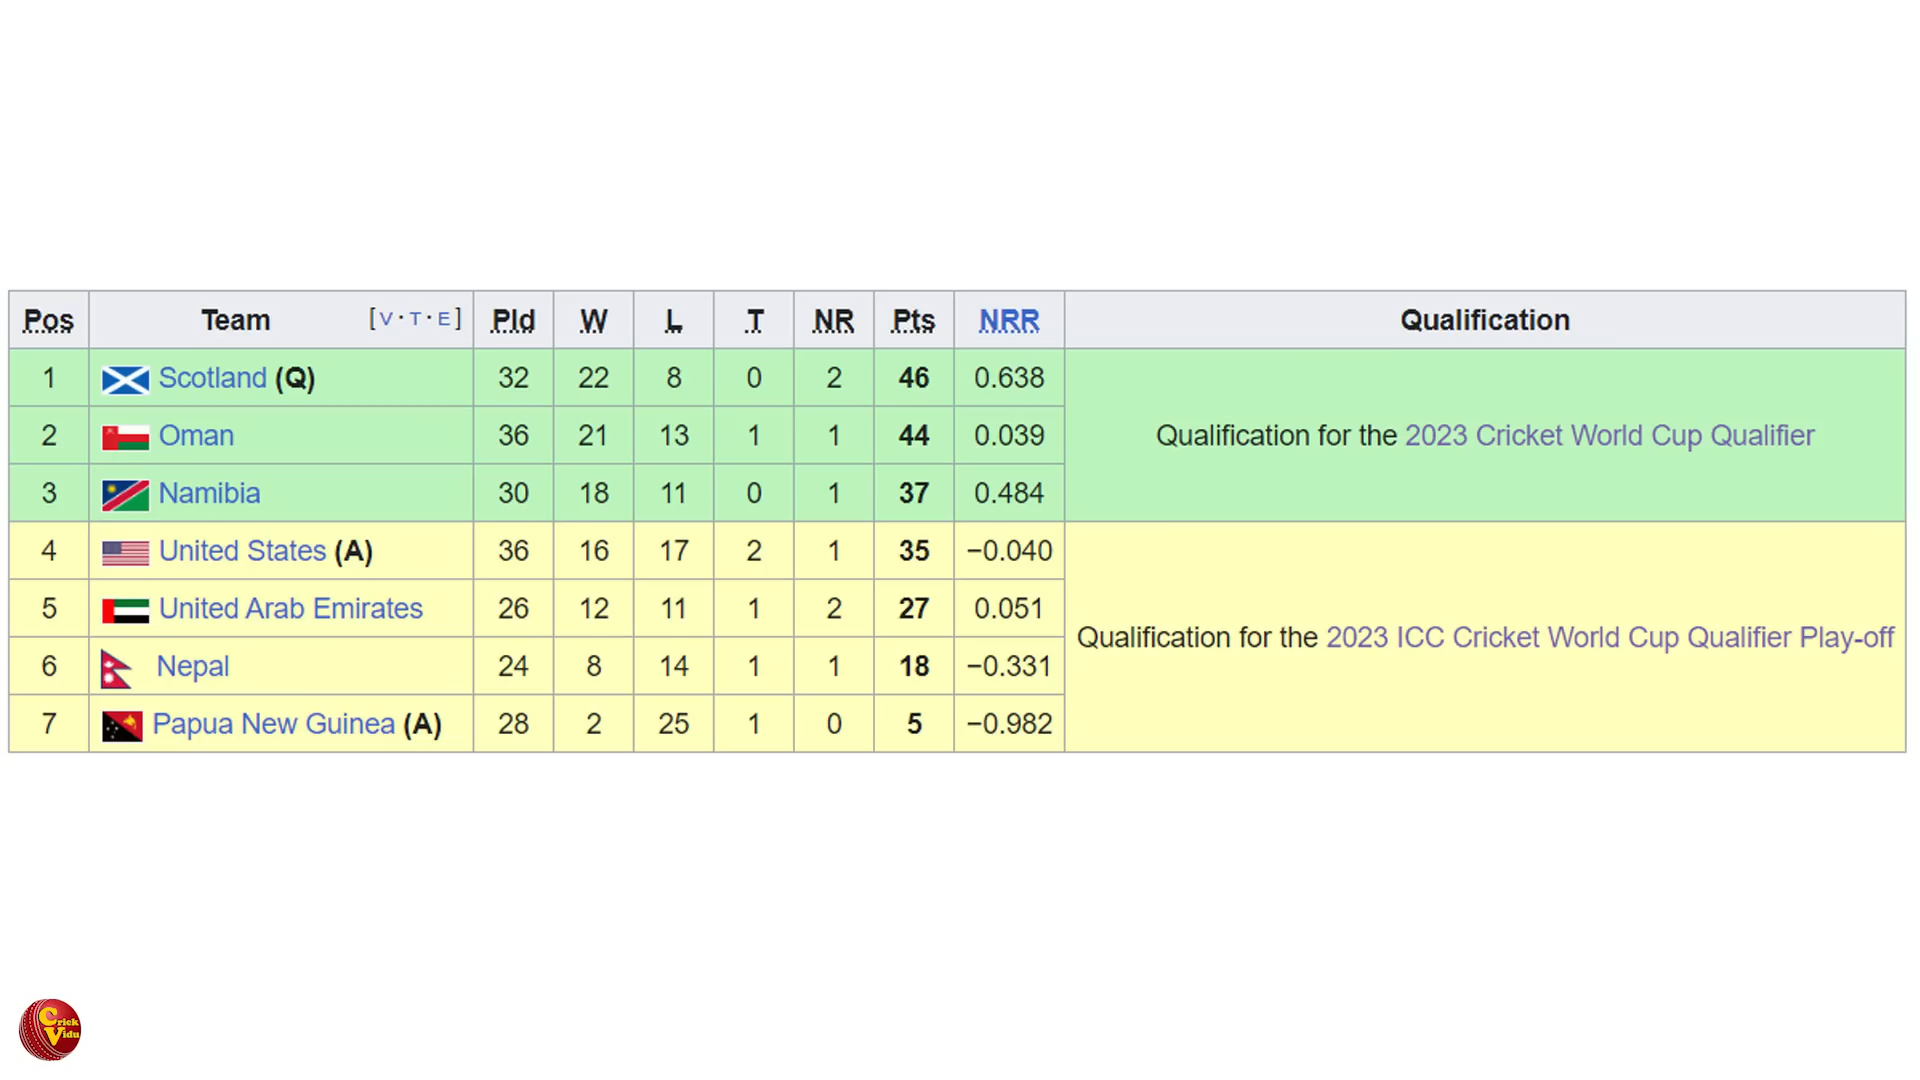 Pos Team [V·T·E] Pld W L T NR Pts NRR Qualification
1 Scotland (Q) 32 22 8 0 2 46 0.638
2 Oman 36 21 13 1 1 44 0.039 Qualification for the 2023 Cricket World Cup Qualifier
3 Namibia 30 18 11 0 1 37 0.484
4 United States (A) 36 16 17 2 1 35 −0.040
5 United Arab Emirates 26 12 11 1 2 27 0.051
Qualification for the 2023 ICC Cricket World Cup Qualifier Play-off
6 Nepal 24 8 14 1 1 18 −0.331
7 Papua New Guinea (A) 28 2 25 1 0 5 −0.982
Crick
Vidu